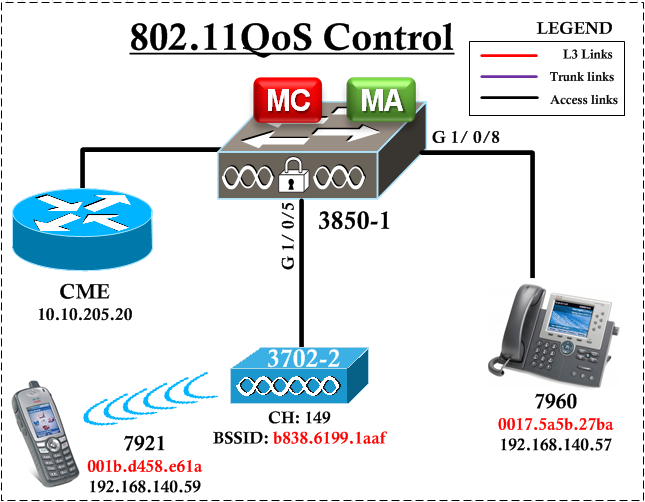 802.11QoS Control
LEGEND
L3 Links
Trunk links
Access links
MC
MA
G 1/ 0/8
G 1/ 0/5
3850-1
CME
10.10.205.20
3702-2
CH: 149
BSSID: b838.6199.1aaf
7921
001b.d458.e61a
192.168.140.59
7960
0017.5a5b.27ba
192.168.140.57